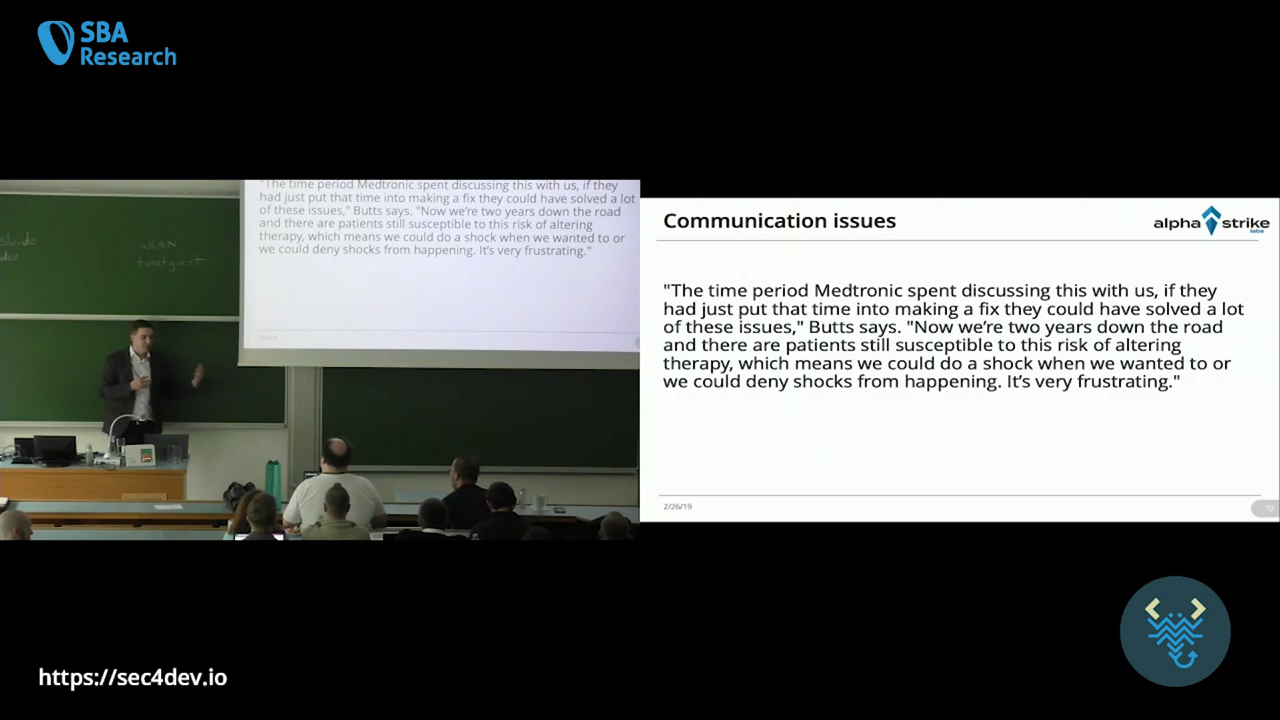 SBA
Research
"The time period Medtronic spent discussing this with us, if they
had just put that time into making a fix they could have solved a lot
of these issues," Butts says. "Now we're two years down the road
and there are patients still susceptible to this risk of altering
therapy, which means we could do a shock when we wanted to or
we could deny shocks from happening. It's very frustrating."
WLAN
Communication issues
alpha strike
labs
"The time period Medtronic spent discussing this with us, if they
had just put that time into making a fix they could have solved a lot
of these issues," Butts says. "Now we're two years down the road
and there are patients still susceptible to this risk of altering
therapy, which means we could do a shock when we wanted to or
we could deny shocks from happening. It's very frustrating."
2/26/19
70
https://sec4dev.io